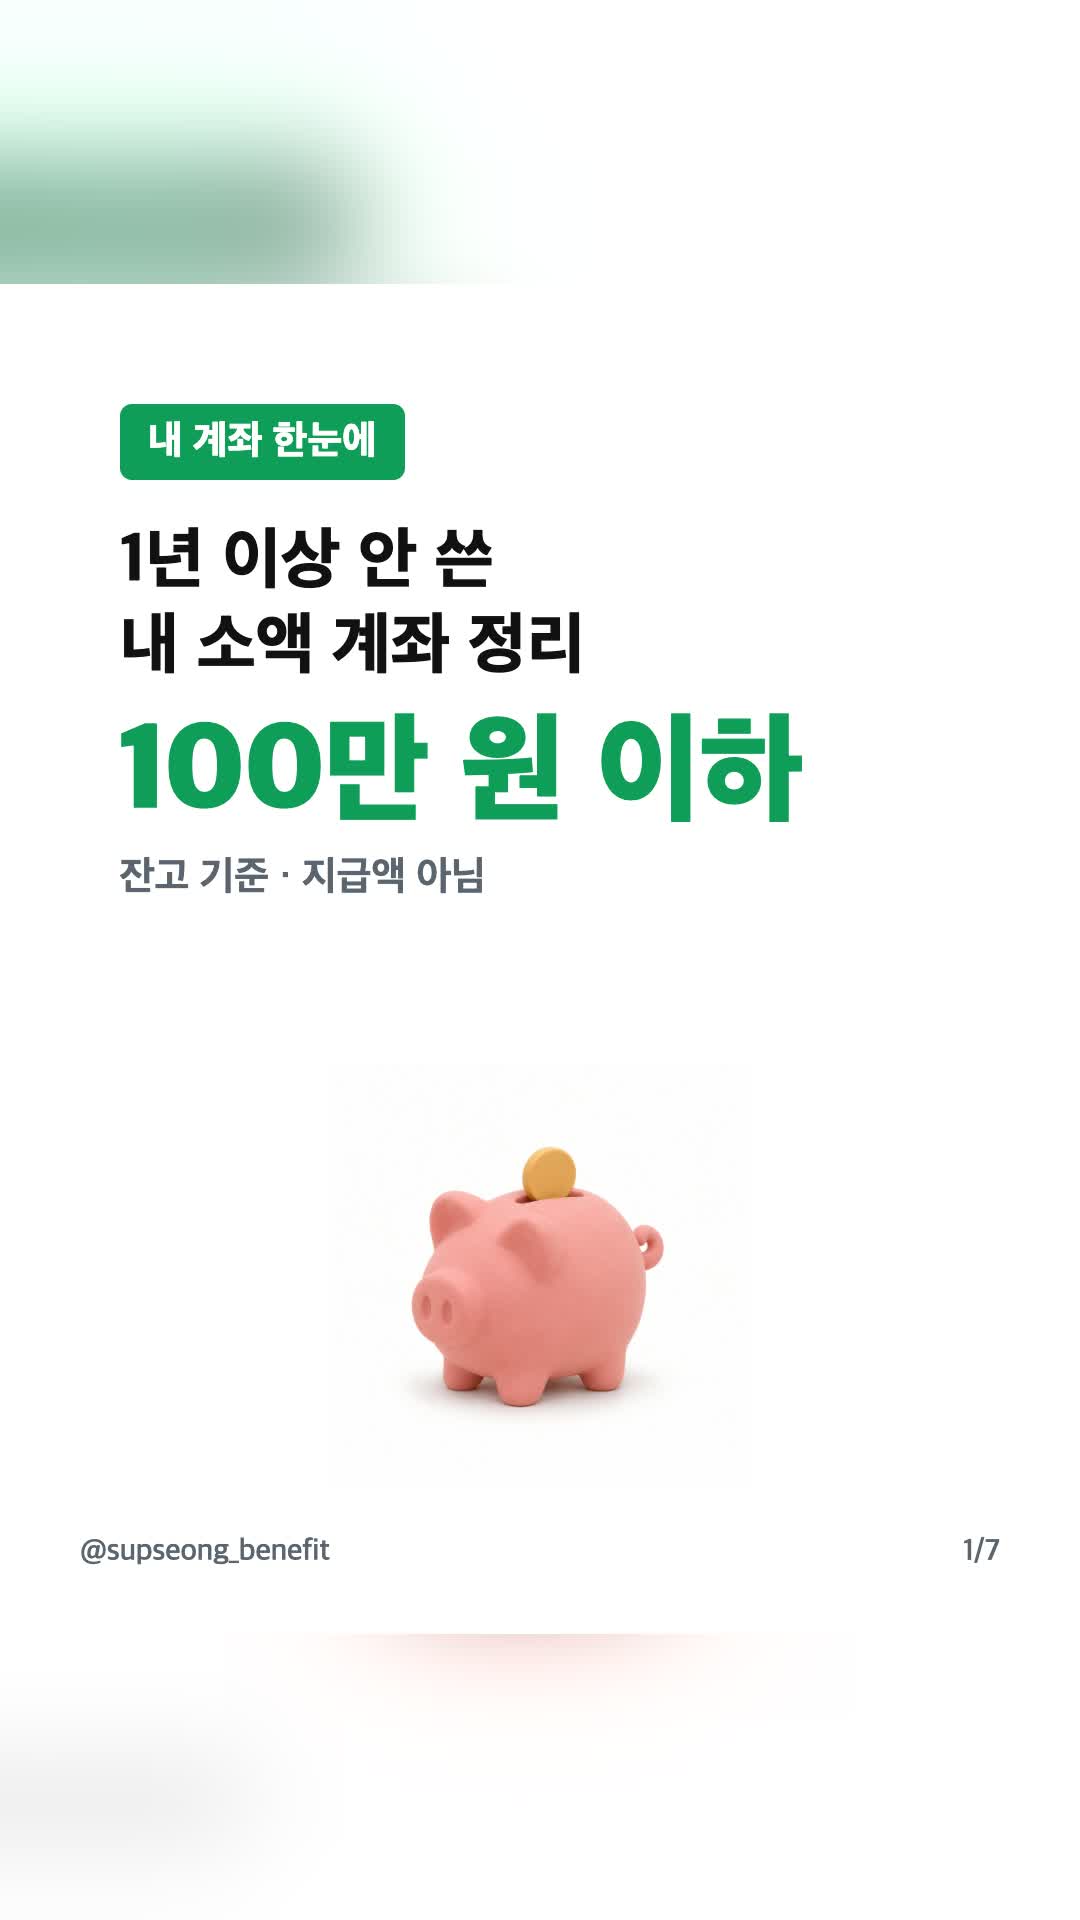 내 계좌 한눈에
1년 이상 안 쓴
내 소액 계좌 정리
100만 원 이하
잔고 기준 · 지급액 아님
@supseong_benefit
1/7